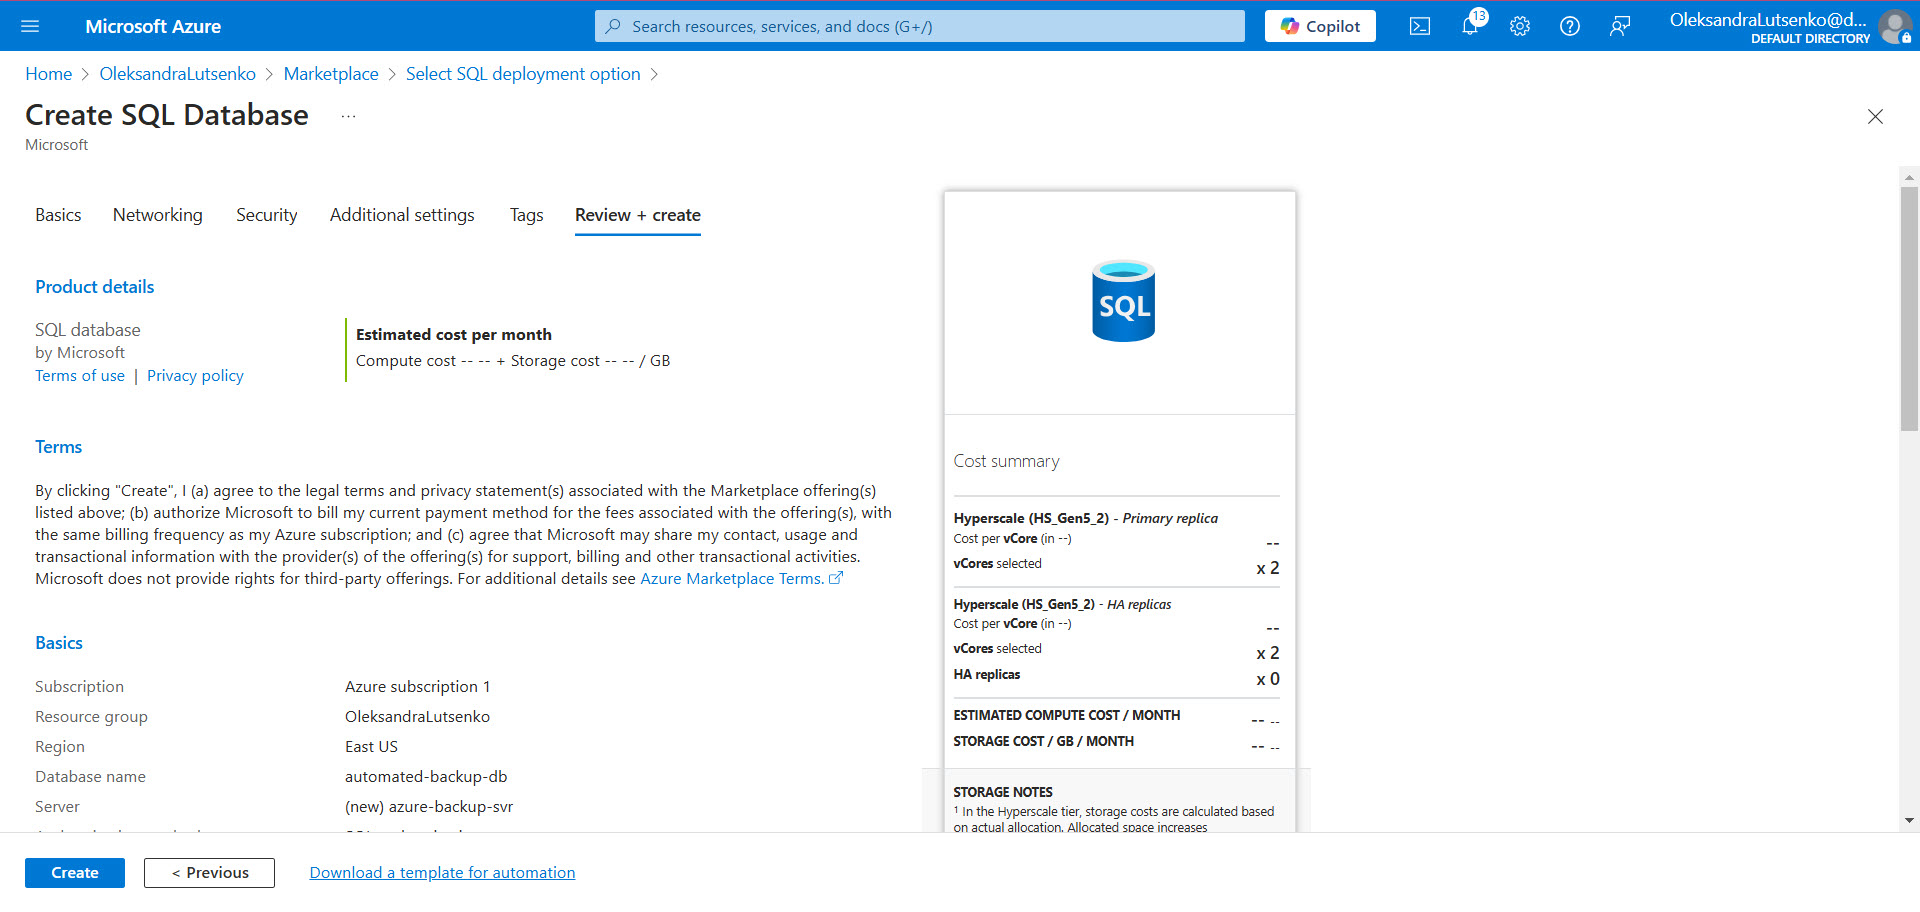 Microsoft Azure
Search resources, services, and docs (G+/)
Copilot
13
OleksandraLutsenko@d...
DEFAULT DIRECTORY
Home > OleksandraLutsenko > Marketplace > Select SQL deployment option >
Create SQL Database ...
Microsoft
Basics Networking Security Additional settings Tags Review + create
Product details
SQL database
by Microsoft
Terms of use | Privacy policy
Estimated cost per month
Compute cost -- -- + Storage cost -- -- / GB
Terms
By clicking "Create", I (a) agree to the legal terms and privacy statement(s) associated with the Marketplace offering(s)
listed above; (b) authorize Microsoft to bill my current payment method for the fees associated with the offering(s), with
the same billing frequency as my Azure subscription; and (c) agree that Microsoft may share my contact, usage and
transactional information with the provider(s) of the offering(s) for support, billing and other transactional activities.
Microsoft does not provide rights for third-party offerings. For additional details see Azure Marketplace Terms.
Basics
Subscription Azure subscription 1
Resource group OleksandraLutsenko
Region East US
Database name automated-backup-db
Server (new) azure-backup-svr
SQL
Cost summary
Hyperscale (HS_Gen5_2) - Primary replica
Cost per vCore (in --) --
vCores selected x 2
Hyperscale (HS_Gen5_2) - HA replicas
Cost per vCore (in --) --
vCores selected x 2
HA replicas x 0
ESTIMATED COMPUTE COST / MONTH -- --
STORAGE COST / GB / MONTH -- --
STORAGE NOTES
¹ In the Hyperscale tier, storage costs are calculated based
on actual allocation. Allocated space increases
Create
< Previous
Download a template for automation